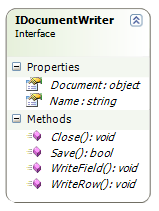 IDocumentWriter
Interface
Properties
Document : object
Name : string
Methods
Close() : void
Save() : bool
WriteField() : void
WriteRow() : void